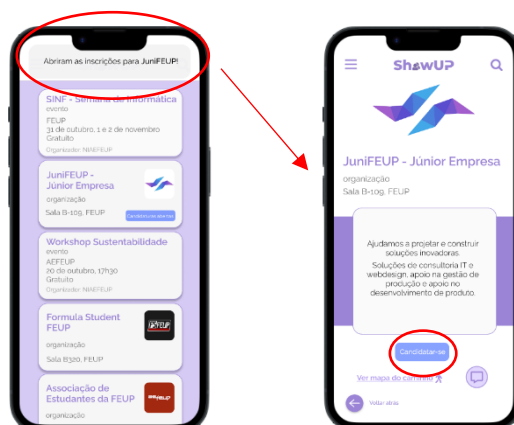 Abriram as inscrições para JuniFEUP!
SINF - Semana de Informática
evento
FEUP
31 de outubro, 1 e 2 de novembro
Gratuito
Organizador: NIAEFEUP
JuniFEUP -
Júnior Empresa
organização
Sala B-109, FEUP
Candidaturas abertas
Workshop Sustentabilidade
evento
AEFEUP
20 de outubro, 17h30
Gratuito
Organizador: NIAEFEUP
Formula Student
FEUP
organização
Sala B320, FEUP
Associação de
Estudantes da FEUP
organização
ShowUP
JuniFEUP - Júnior Empresa
organização
Sala B-109, FEUP
Ajudamos a projetar e construir
soluções inovadoras.
Soluções de consultoria IT e
webdesign, apoio na gestão de
produção e apoio no
desenvolvimento de produto.
Candidatar-se
Ver mapa do caminho
Voltar atrás